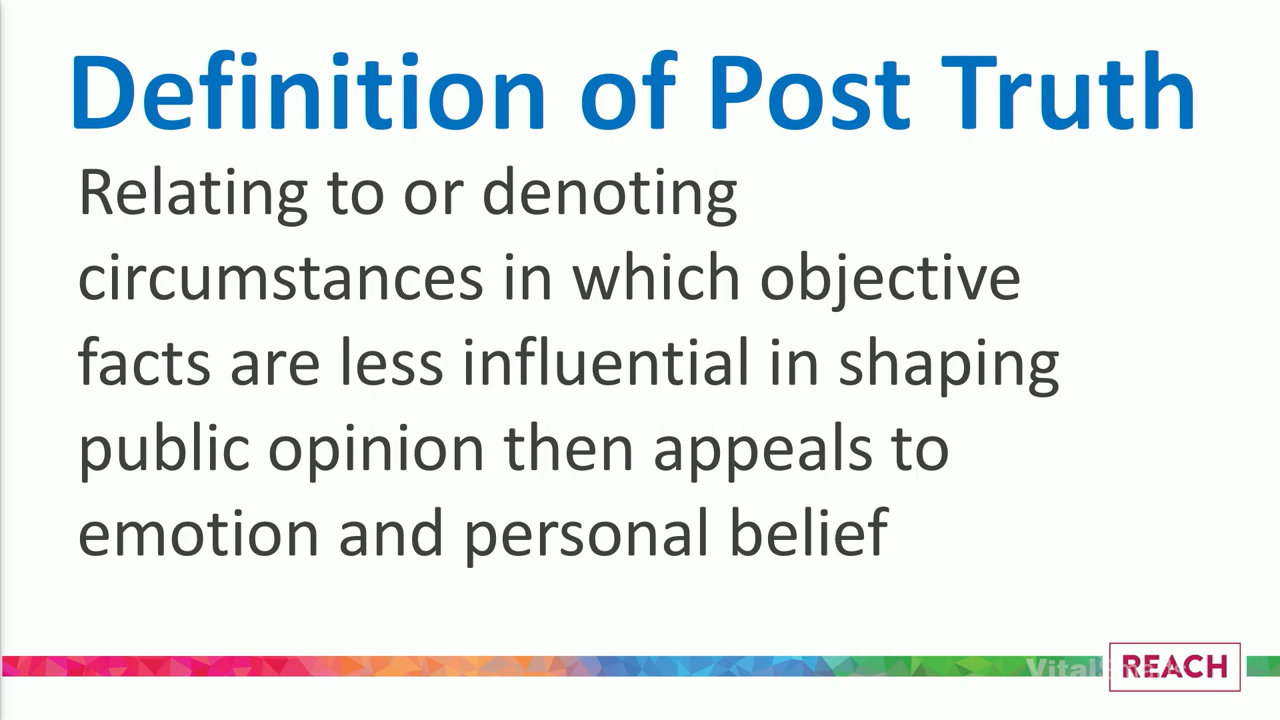 Definition of Post Truth
Relating to or denoting
circumstances in which objective
facts are less influential in shaping
public opinion then appeals to
emotion and personal belief
REACH